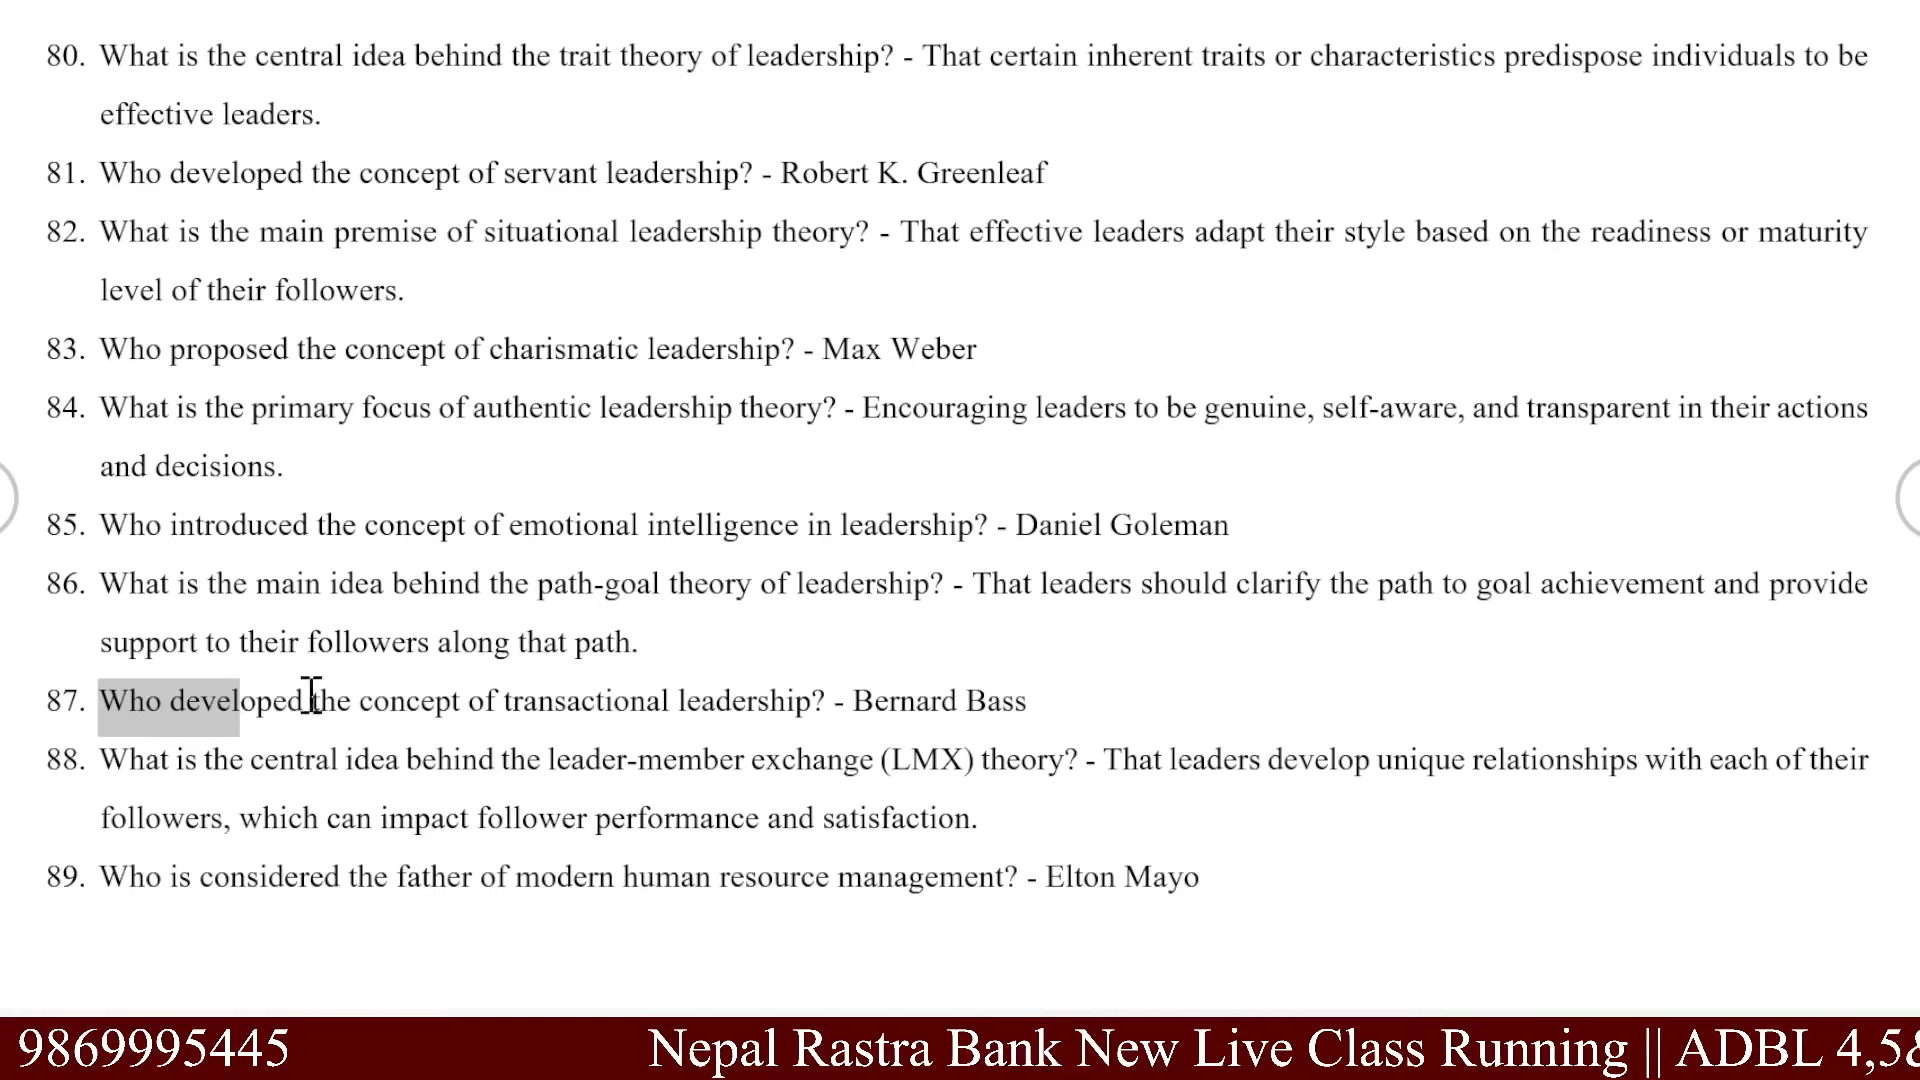 80. What is the central idea behind the trait theory of leadership? - That certain inherent traits or characteristics predispose individuals to be
effective leaders.
81. Who developed the concept of servant leadership? - Robert K. Greenleaf
82. What is the main premise of situational leadership theory? - That effective leaders adapt their style based on the readiness or maturity
level of their followers.
83. Who proposed the concept of charismatic leadership? - Max Weber
84. What is the primary focus of authentic leadership theory? - Encouraging leaders to be genuine, self-aware, and transparent in their actions
and decisions.
85. Who introduced the concept of emotional intelligence in leadership? - Daniel Goleman
86. What is the main idea behind the path-goal theory of leadership? - That leaders should clarify the path to goal achievement and provide
support to their followers along that path.
87. Who developed the concept of transactional leadership? - Bernard Bass
88. What is the central idea behind the leader-member exchange (LMX) theory? - That leaders develop unique relationships with each of their
followers, which can impact follower performance and satisfaction.
89. Who is considered the father of modern human resource management? - Elton Mayo
9869995445 Nepal Rastra Bank New Live Class Running || ADBL 4,5&